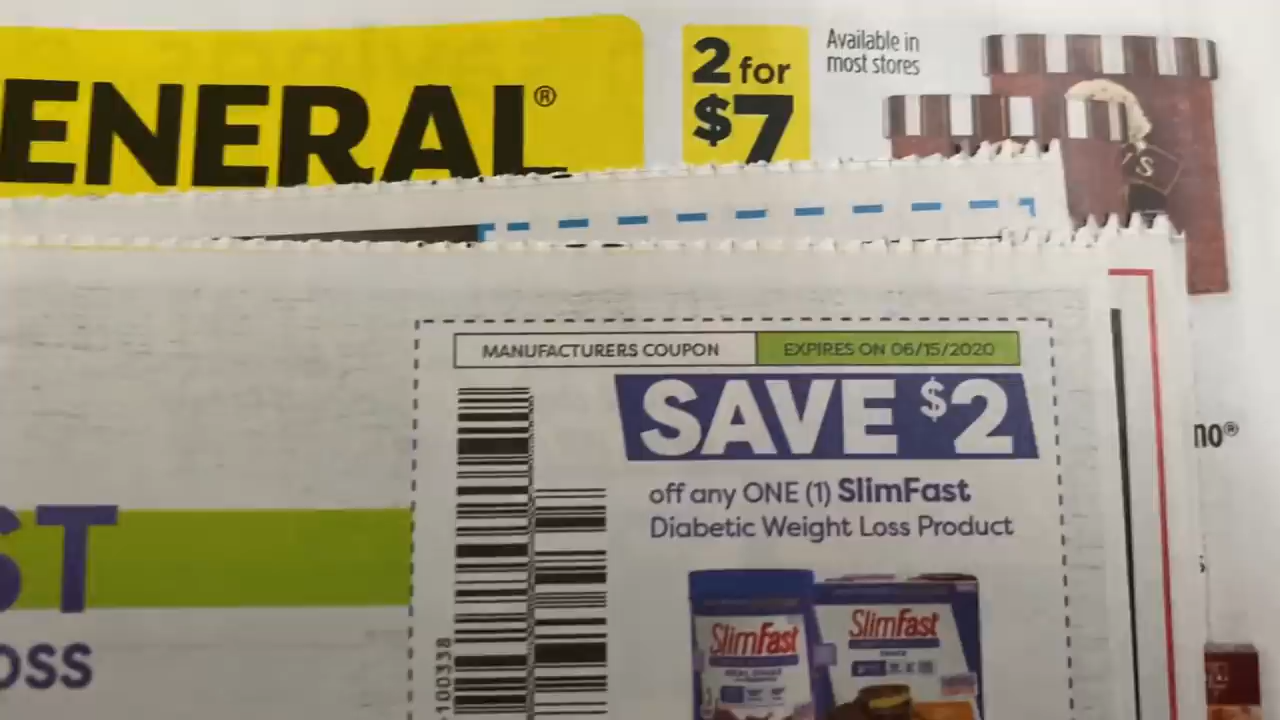 ENERAL®
2 for
$7
Available in
most stores
S
MANUFACTURERS COUPON
EXPIRES ON 06/15/2020
SAVE $2
off any ONE (1) SlimFast
Diabetic Weight Loss Product
ST
OSS
SlimFast
SlimFast
100338
no®